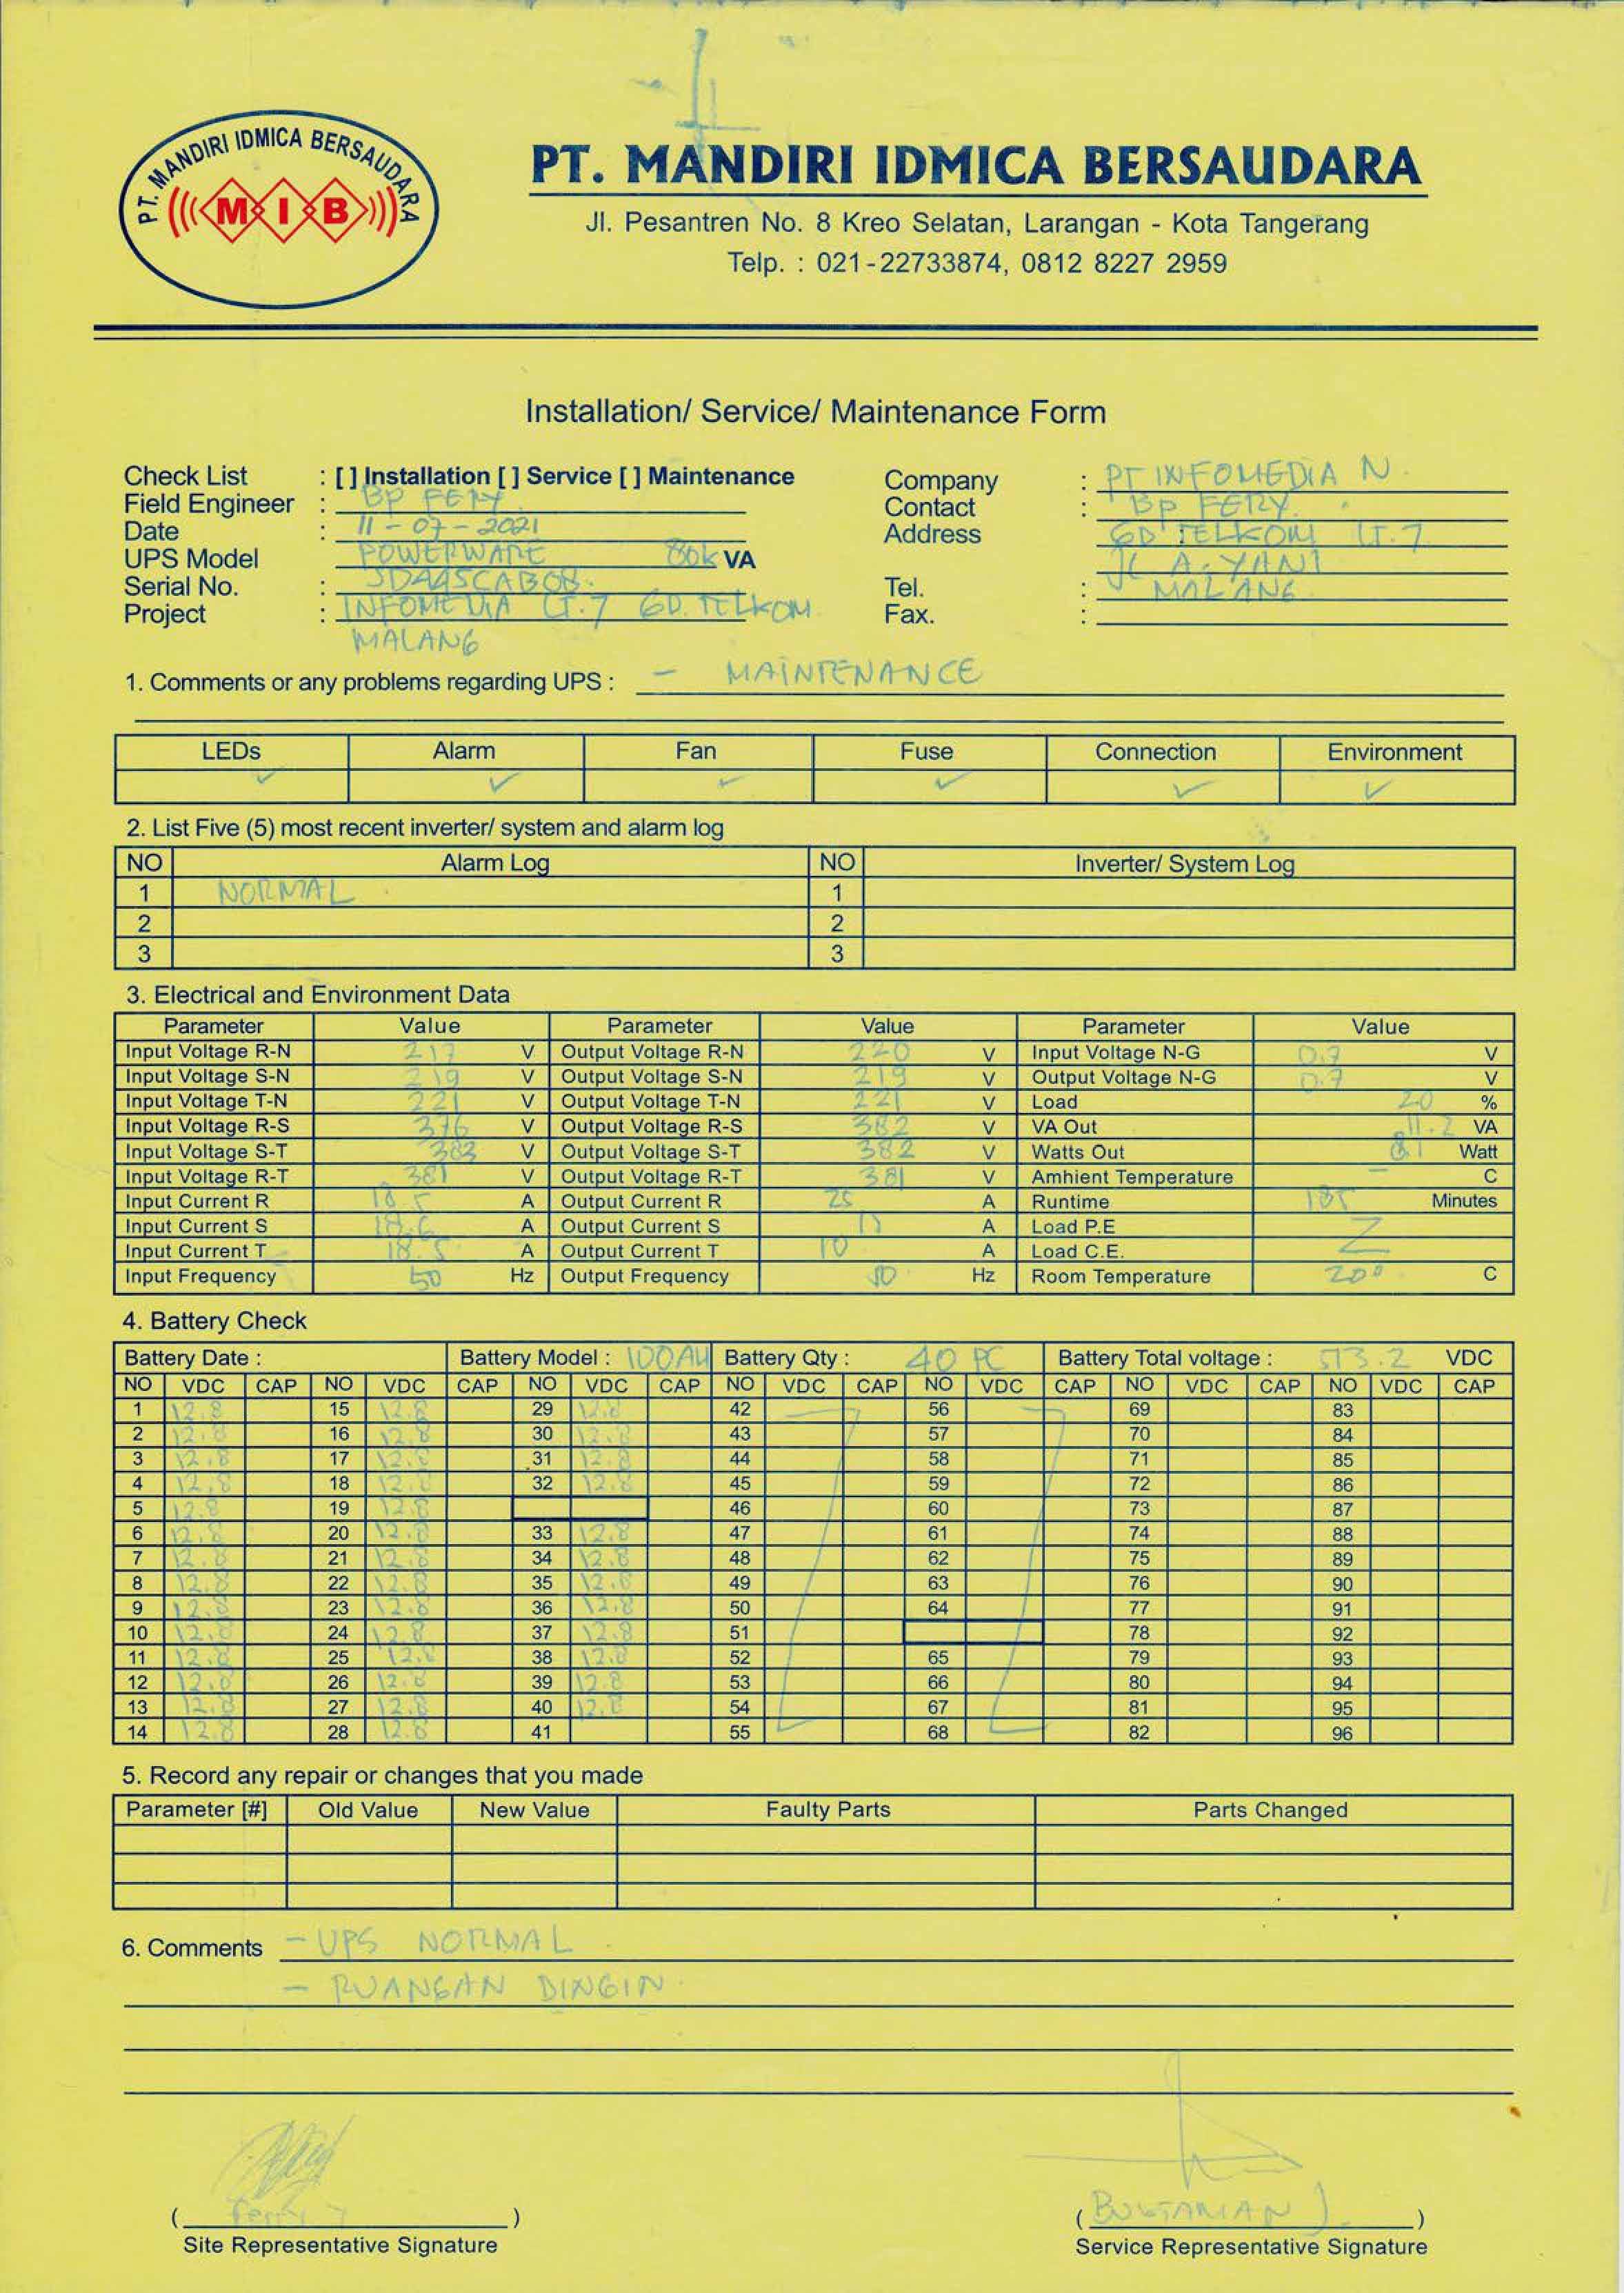 PT. MANDIRI IDMICA BERSAUDARA
M I B
PT. MANDIRI IDMICA BERSAUDARA
Jl. Pesantren No. 8 Kreo Selatan, Larangan - Kota Tangerang
Telp. : 021-22733874, 0812 8227 2959
Installation/ Service/ Maintenance Form
Check List : [ ] Installation [ ] Service [ ] Maintenance
Field Engineer : BP FERY
Date : 11 - 07 - 2021
UPS Model POWERWARE 80k VA
Serial No. :
Project : INFOMEDIA LT.7 GD. TELKOM
MALANG
Company : PT INFOMEDIA N
Contact : BP FERY
Address GD TELKOM LT.7
JL A. YANI
Tel. : MALANG
Fax. :
1. Comments or any problems regarding UPS : - MAINTENANCE
LEDs Alarm Fan Fuse Connection Environment
✓ ✓ ✓ ✓ ✓ ✓
2. List Five (5) most recent inverter/ system and alarm log
NO Alarm Log NO Inverter/ System Log
1 NORMAL 1
2 2
3 3
3. Electrical and Environment Data
Parameter Value Parameter Value Parameter Value
Input Voltage R-N 217 V Output Voltage R-N 220 V Input Voltage N-G 0.7 V
Input Voltage S-N 219 V Output Voltage S-N 219 V Output Voltage N-G 0.7 V
Input Voltage T-N 221 V Output Voltage T-N 221 V Load 20 %
Input Voltage R-S 376 V Output Voltage R-S 382 V VA Out 11.2 VA
Input Voltage S-T 383 V Output Voltage S-T 382 V Watts Out Watt
Input Voltage R-T 381 V Output Voltage R-T 381 V Amhient Temperature - C
Input Current R 18.5 A Output Current R 25 A Runtime Minutes
Input Current S 18.6 A Output Current S 11 A Load P.E
Input Current T 18.5 A Output Current T 10 A Load C.E.
Input Frequency 50 Hz Output Frequency 50 Hz Room Temperature 20° C
4. Battery Check
Battery Date : Battery Model : 100AH Battery Qty : 40 PC Battery Total voltage : 513.2 VDC
NO VDC CAP NO VDC CAP NO VDC CAP NO VDC CAP NO VDC CAP NO VDC CAP NO VDC CAP
1 12.8 15 12.8 29 12.8 42 56 69 83
2 12.8 16 12.8 30 12.8 43 57 70 84
3 12.8 17 12.8 31 12.8 44 58 71 85
4 12.8 18 12.8 32 12.8 45 59 72 86
5 12.8 19 12.8 46 60 73 87
6 12.8 20 12.8 33 12.8 47 61 74 88
7 12.8 21 12.8 34 12.8 48 62 75 89
8 12.8 22 12.8 35 12.8 49 63 76 90
9 12.8 23 12.8 36 12.8 50 64 77 91
10 12.8 24 12.8 37 12.8 51 78 92
11 12.8 25 12.8 38 12.8 52 65 79 93
12 12.8 26 12.8 39 12.8 53 66 80 94
13 12.8 27 12.8 40 12.8 54 67 81 95
14 12.8 28 12.8 41 55 68 82 96
5. Record any repair or changes that you made
Parameter [#] Old Value New Value Faulty Parts Parts Changed
6. Comments - UPS NORMAL
- RUANGAN DINGIN
( Ferry )
Site Representative Signature
( )
Service Representative Signature